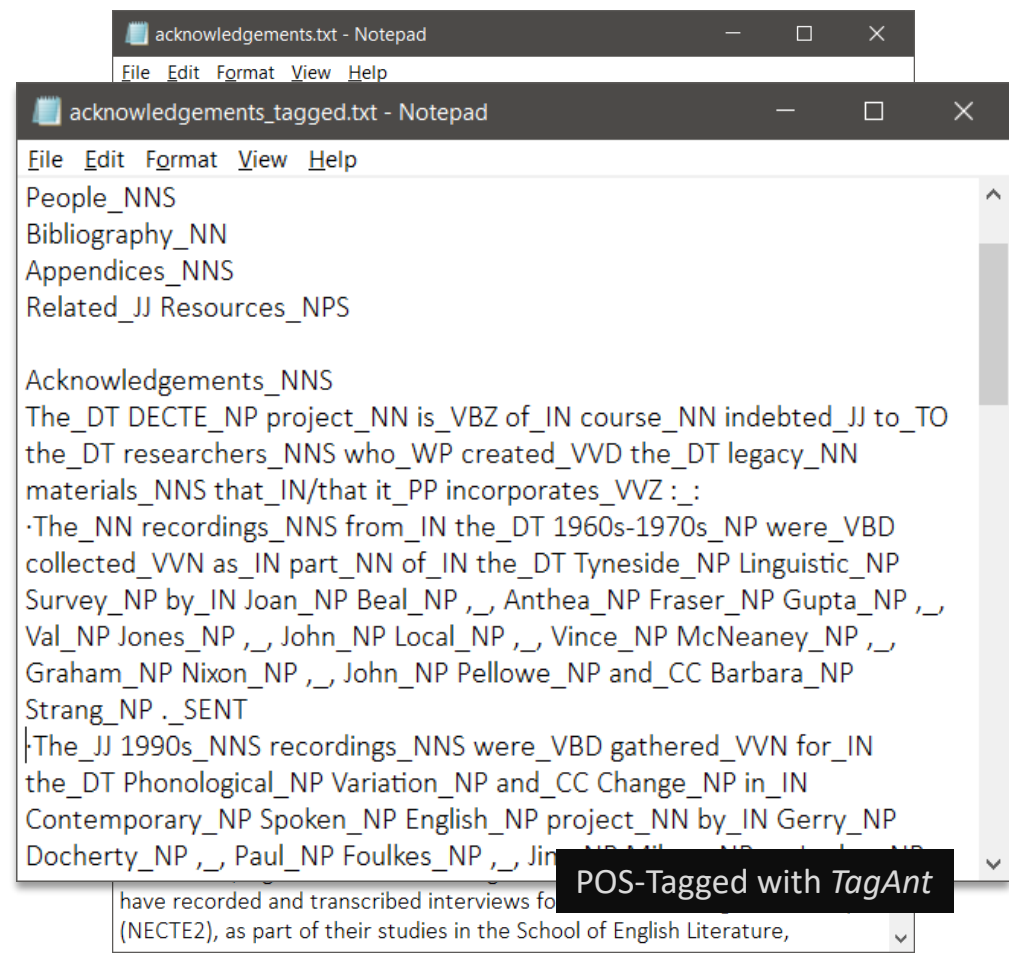 acknowledgements.txt - Notepad
File Edit Format View Help
acknowledgements_tagged.txt - Notepad
File Edit Format View Help
People_NNS
Bibliography_NN
Appendices_NNS
Related_JJ Resources_NPS
Acknowledgements_NNS
The_DT DECTE_NP project_NN is_VBZ of_IN course_NN indebted_JJ to_TO
the_DT researchers_NNS who_WP created_VVD the_DT legacy_NN
materials_NNS that_IN/that it_PP incorporates_VVZ :_:
·The_NN recordings_NNS from_IN the_DT 1960s-1970s_NP were_VBD
collected_VVN as_IN part_NN of_IN the_DT Tyneside_NP Linguistic_NP
Survey_NP by_IN Joan_NP Beal_NP ,_, Anthea_NP Fraser_NP Gupta_NP ,_,
Val_NP Jones_NP ,_, John_NP Local_NP ,_, Vince_NP McNeaney_NP ,_,
Graham_NP Nixon_NP ,_, John_NP Pellowe_NP and_CC Barbara_NP
Strang_NP ._SENT
·The_JJ 1990s_NNS recordings_NNS were_VBD gathered_VVN for_IN
the_DT Phonological_NP Variation_NP and_CC Change_NP in_IN
Contemporary_NP Spoken_NP English_NP project_NN by_IN Gerry_NP
Docherty_NP ,_, Paul_NP Foulkes_NP ,_,
POS-Tagged with TagAnt
have recorded and transcribed interviews
(NECTE2), as part of their studies in the School of English Literature,